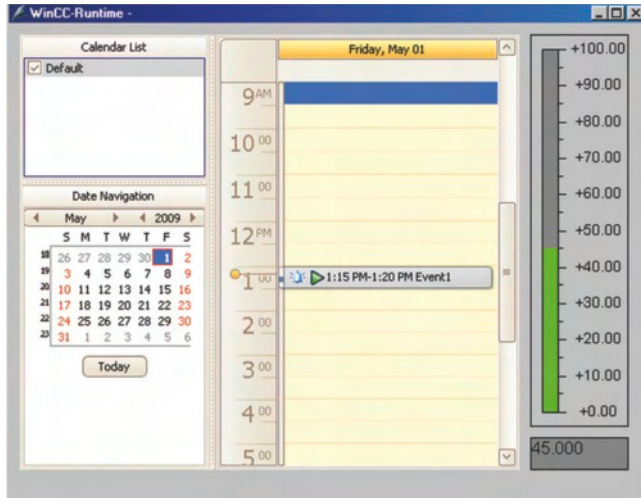 WinCC-Runtime -
Calendar List
Default
Date Navigation
May 2009
S M T W T F S
18 26 27 28 29 30 1 2
19 3 4 5 6 7 8 9
20 10 11 12 13 14 15 16
21 17 18 19 20 21 22 23
22 24 25 26 27 28 29 30
23 31 1 2 3 4 5 6
Today
Friday, May 01
9 AM
10 00
11 00
12 PM
1 00
1:15 PM-1:20 PM Event1
2 00
3 00
4 00
5 00
+100.00
+90.00
+80.00
+70.00
+60.00
+50.00
+40.00
+30.00
+20.00
+10.00
+0.00
45.000